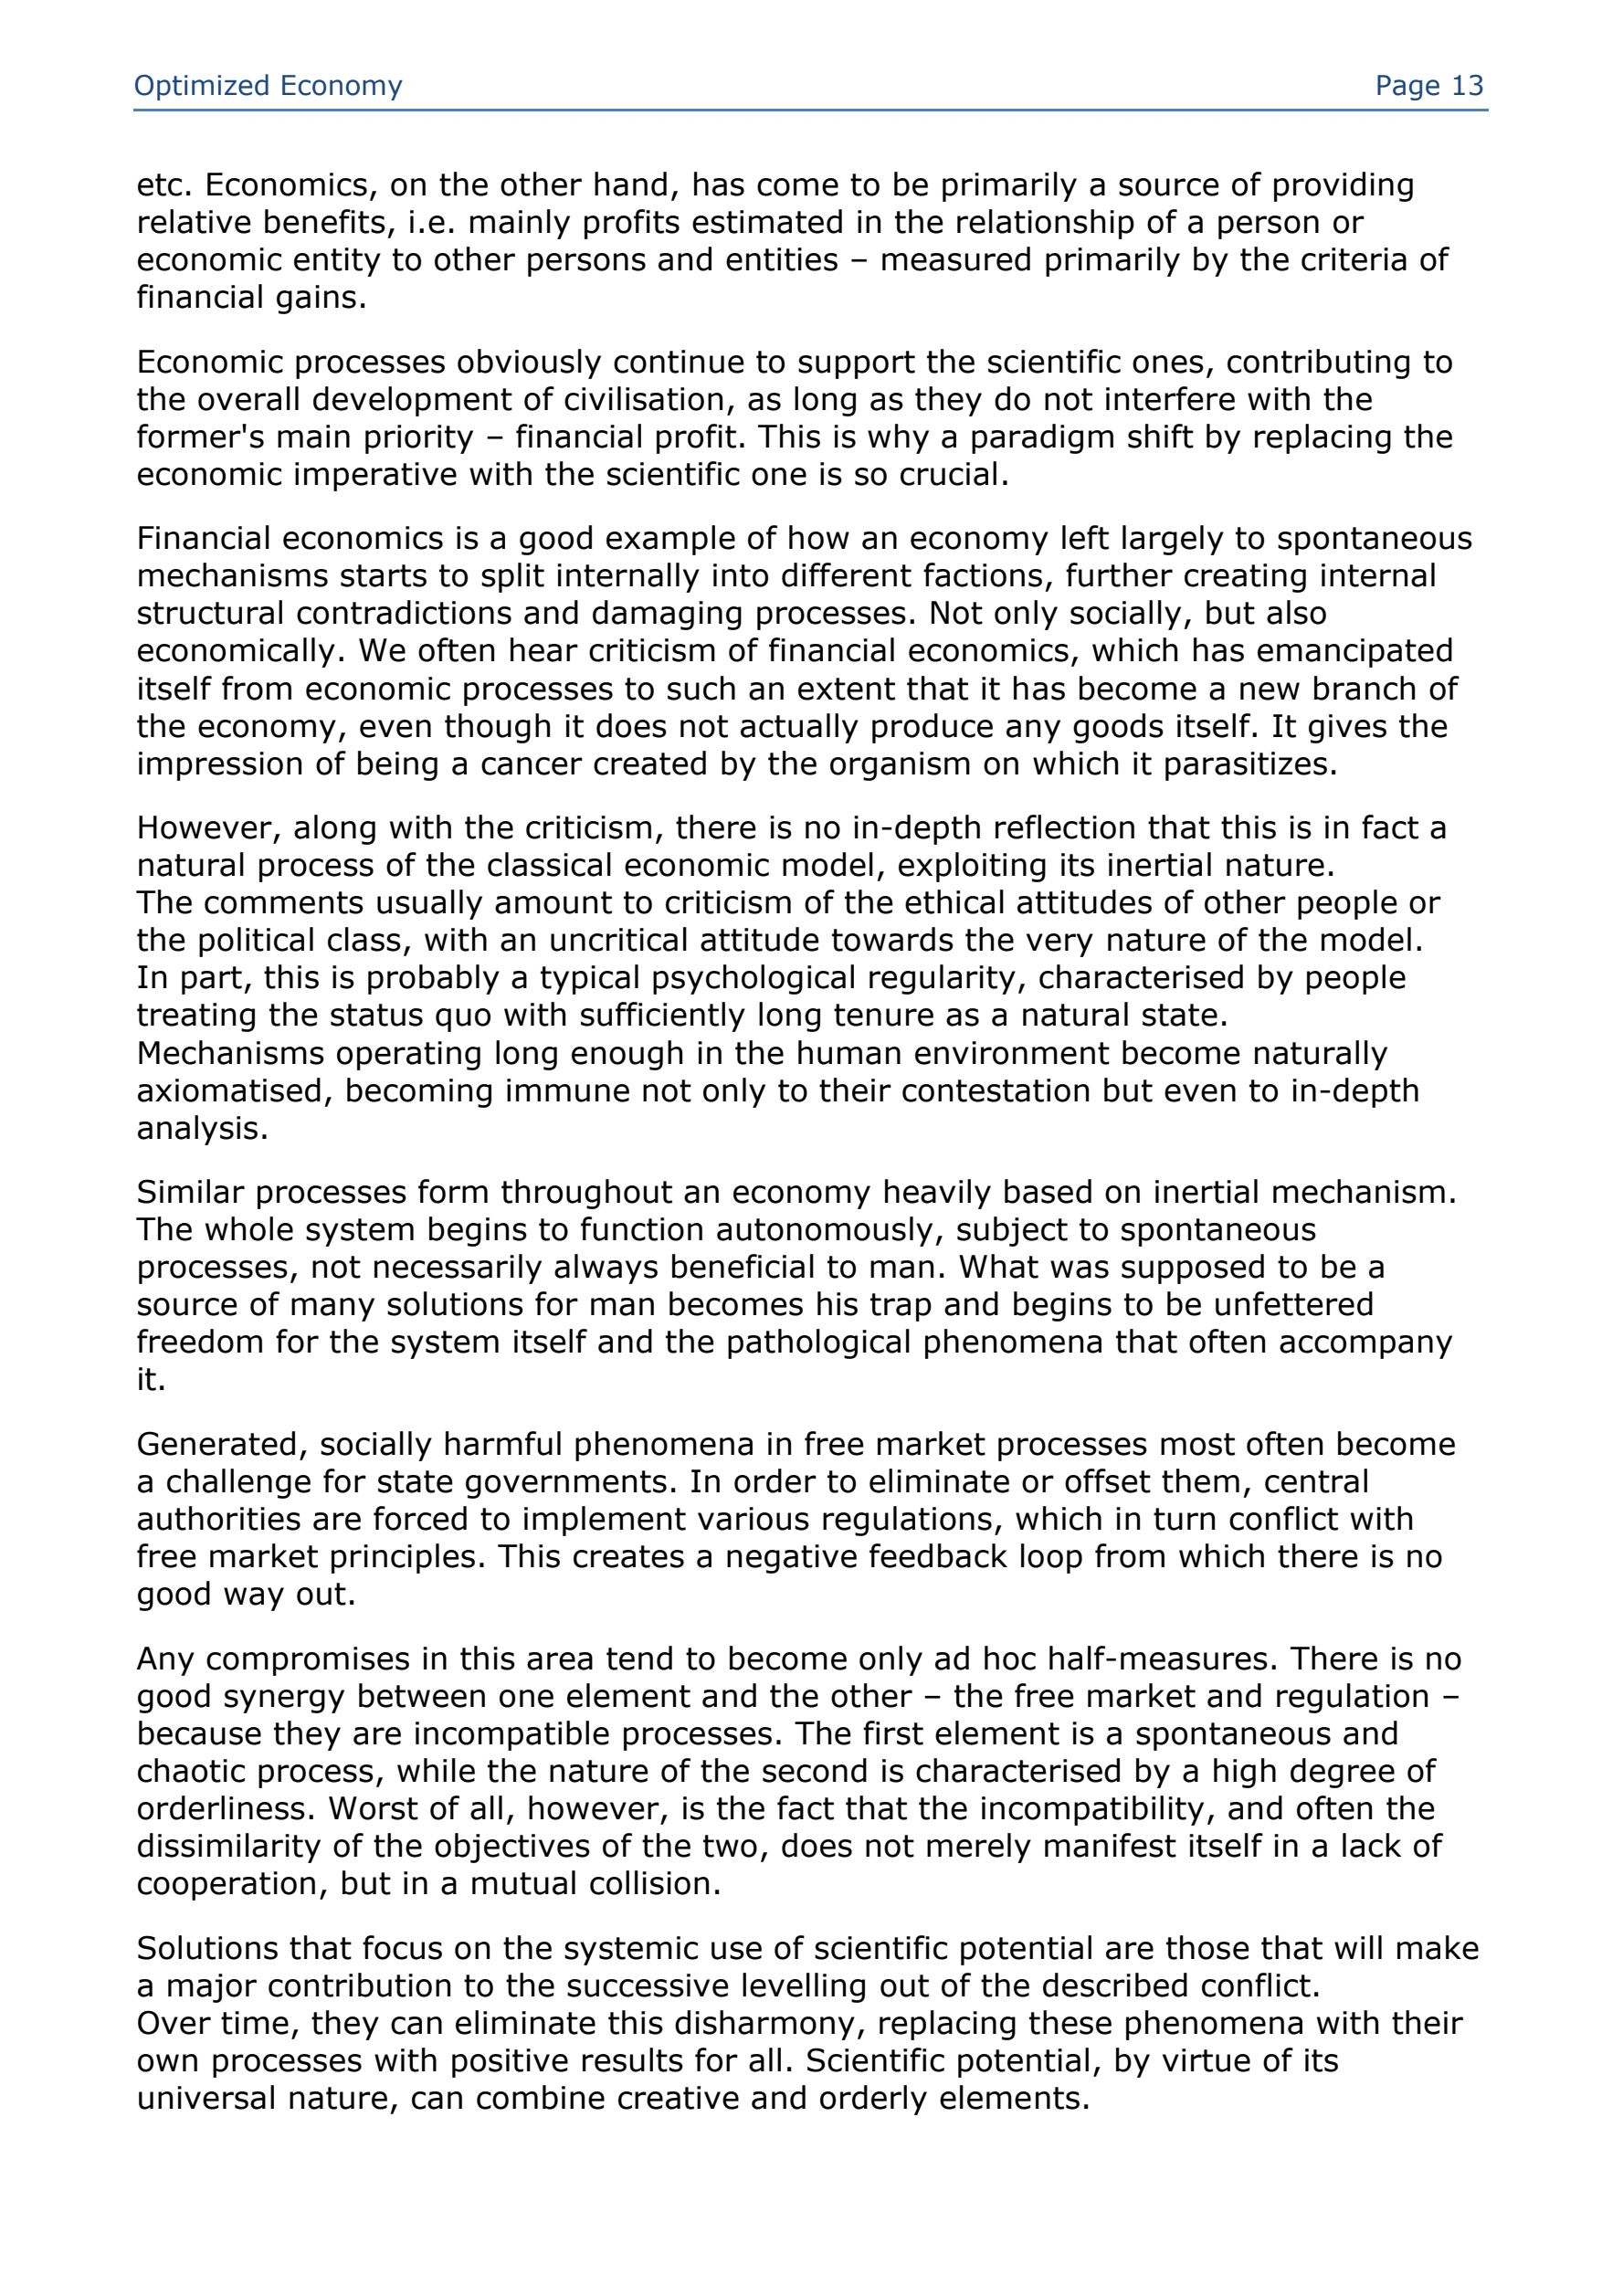 Optimized Economy Page 13
etc. Economics, on the other hand, has come to be primarily a source of providing
relative benefits, i.e. mainly profits estimated in the relationship of a person or
economic entity to other persons and entities – measured primarily by the criteria of
financial gains.
Economic processes obviously continue to support the scientific ones, contributing to
the overall development of civilisation, as long as they do not interfere with the
former's main priority – financial profit. This is why a paradigm shift by replacing the
economic imperative with the scientific one is so crucial.
Financial economics is a good example of how an economy left largely to spontaneous
mechanisms starts to split internally into different factions, further creating internal
structural contradictions and damaging processes. Not only socially, but also
economically. We often hear criticism of financial economics, which has emancipated
itself from economic processes to such an extent that it has become a new branch of
the economy, even though it does not actually produce any goods itself. It gives the
impression of being a cancer created by the organism on which it parasitizes.
However, along with the criticism, there is no in-depth reflection that this is in fact a
natural process of the classical economic model, exploiting its inertial nature.
The comments usually amount to criticism of the ethical attitudes of other people or
the political class, with an uncritical attitude towards the very nature of the model.
In part, this is probably a typical psychological regularity, characterised by people
treating the status quo with sufficiently long tenure as a natural state.
Mechanisms operating long enough in the human environment become naturally
axiomatised, becoming immune not only to their contestation but even to in-depth
analysis.
Similar processes form throughout an economy heavily based on inertial mechanism.
The whole system begins to function autonomously, subject to spontaneous
processes, not necessarily always beneficial to man. What was supposed to be a
source of many solutions for man becomes his trap and begins to be unfettered
freedom for the system itself and the pathological phenomena that often accompany
it.
Generated, socially harmful phenomena in free market processes most often become
a challenge for state governments. In order to eliminate or offset them, central
authorities are forced to implement various regulations, which in turn conflict with
free market principles. This creates a negative feedback loop from which there is no
good way out.
Any compromises in this area tend to become only ad hoc half-measures. There is no
good synergy between one element and the other – the free market and regulation –
because they are incompatible processes. The first element is a spontaneous and
chaotic process, while the nature of the second is characterised by a high degree of
orderliness. Worst of all, however, is the fact that the incompatibility, and often the
dissimilarity of the objectives of the two, does not merely manifest itself in a lack of
cooperation, but in a mutual collision.
Solutions that focus on the systemic use of scientific potential are those that will make
a major contribution to the successive levelling out of the described conflict.
Over time, they can eliminate this disharmony, replacing these phenomena with their
own processes with positive results for all. Scientific potential, by virtue of its
universal nature, can combine creative and orderly elements.